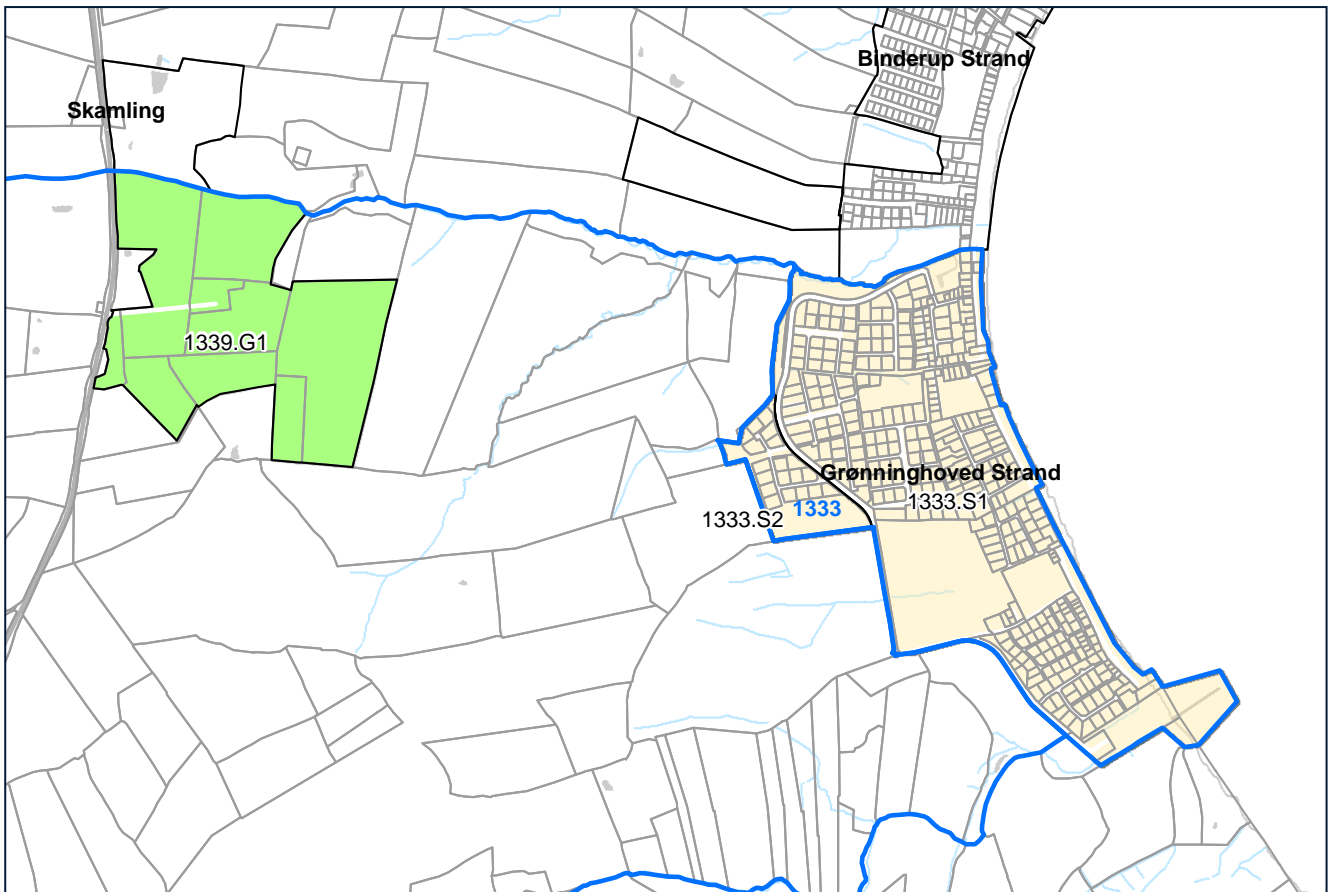 Binderup Strand
Skamling
1339.G1
Grønninghoved Strand
1333.S1
1333
1333.S2